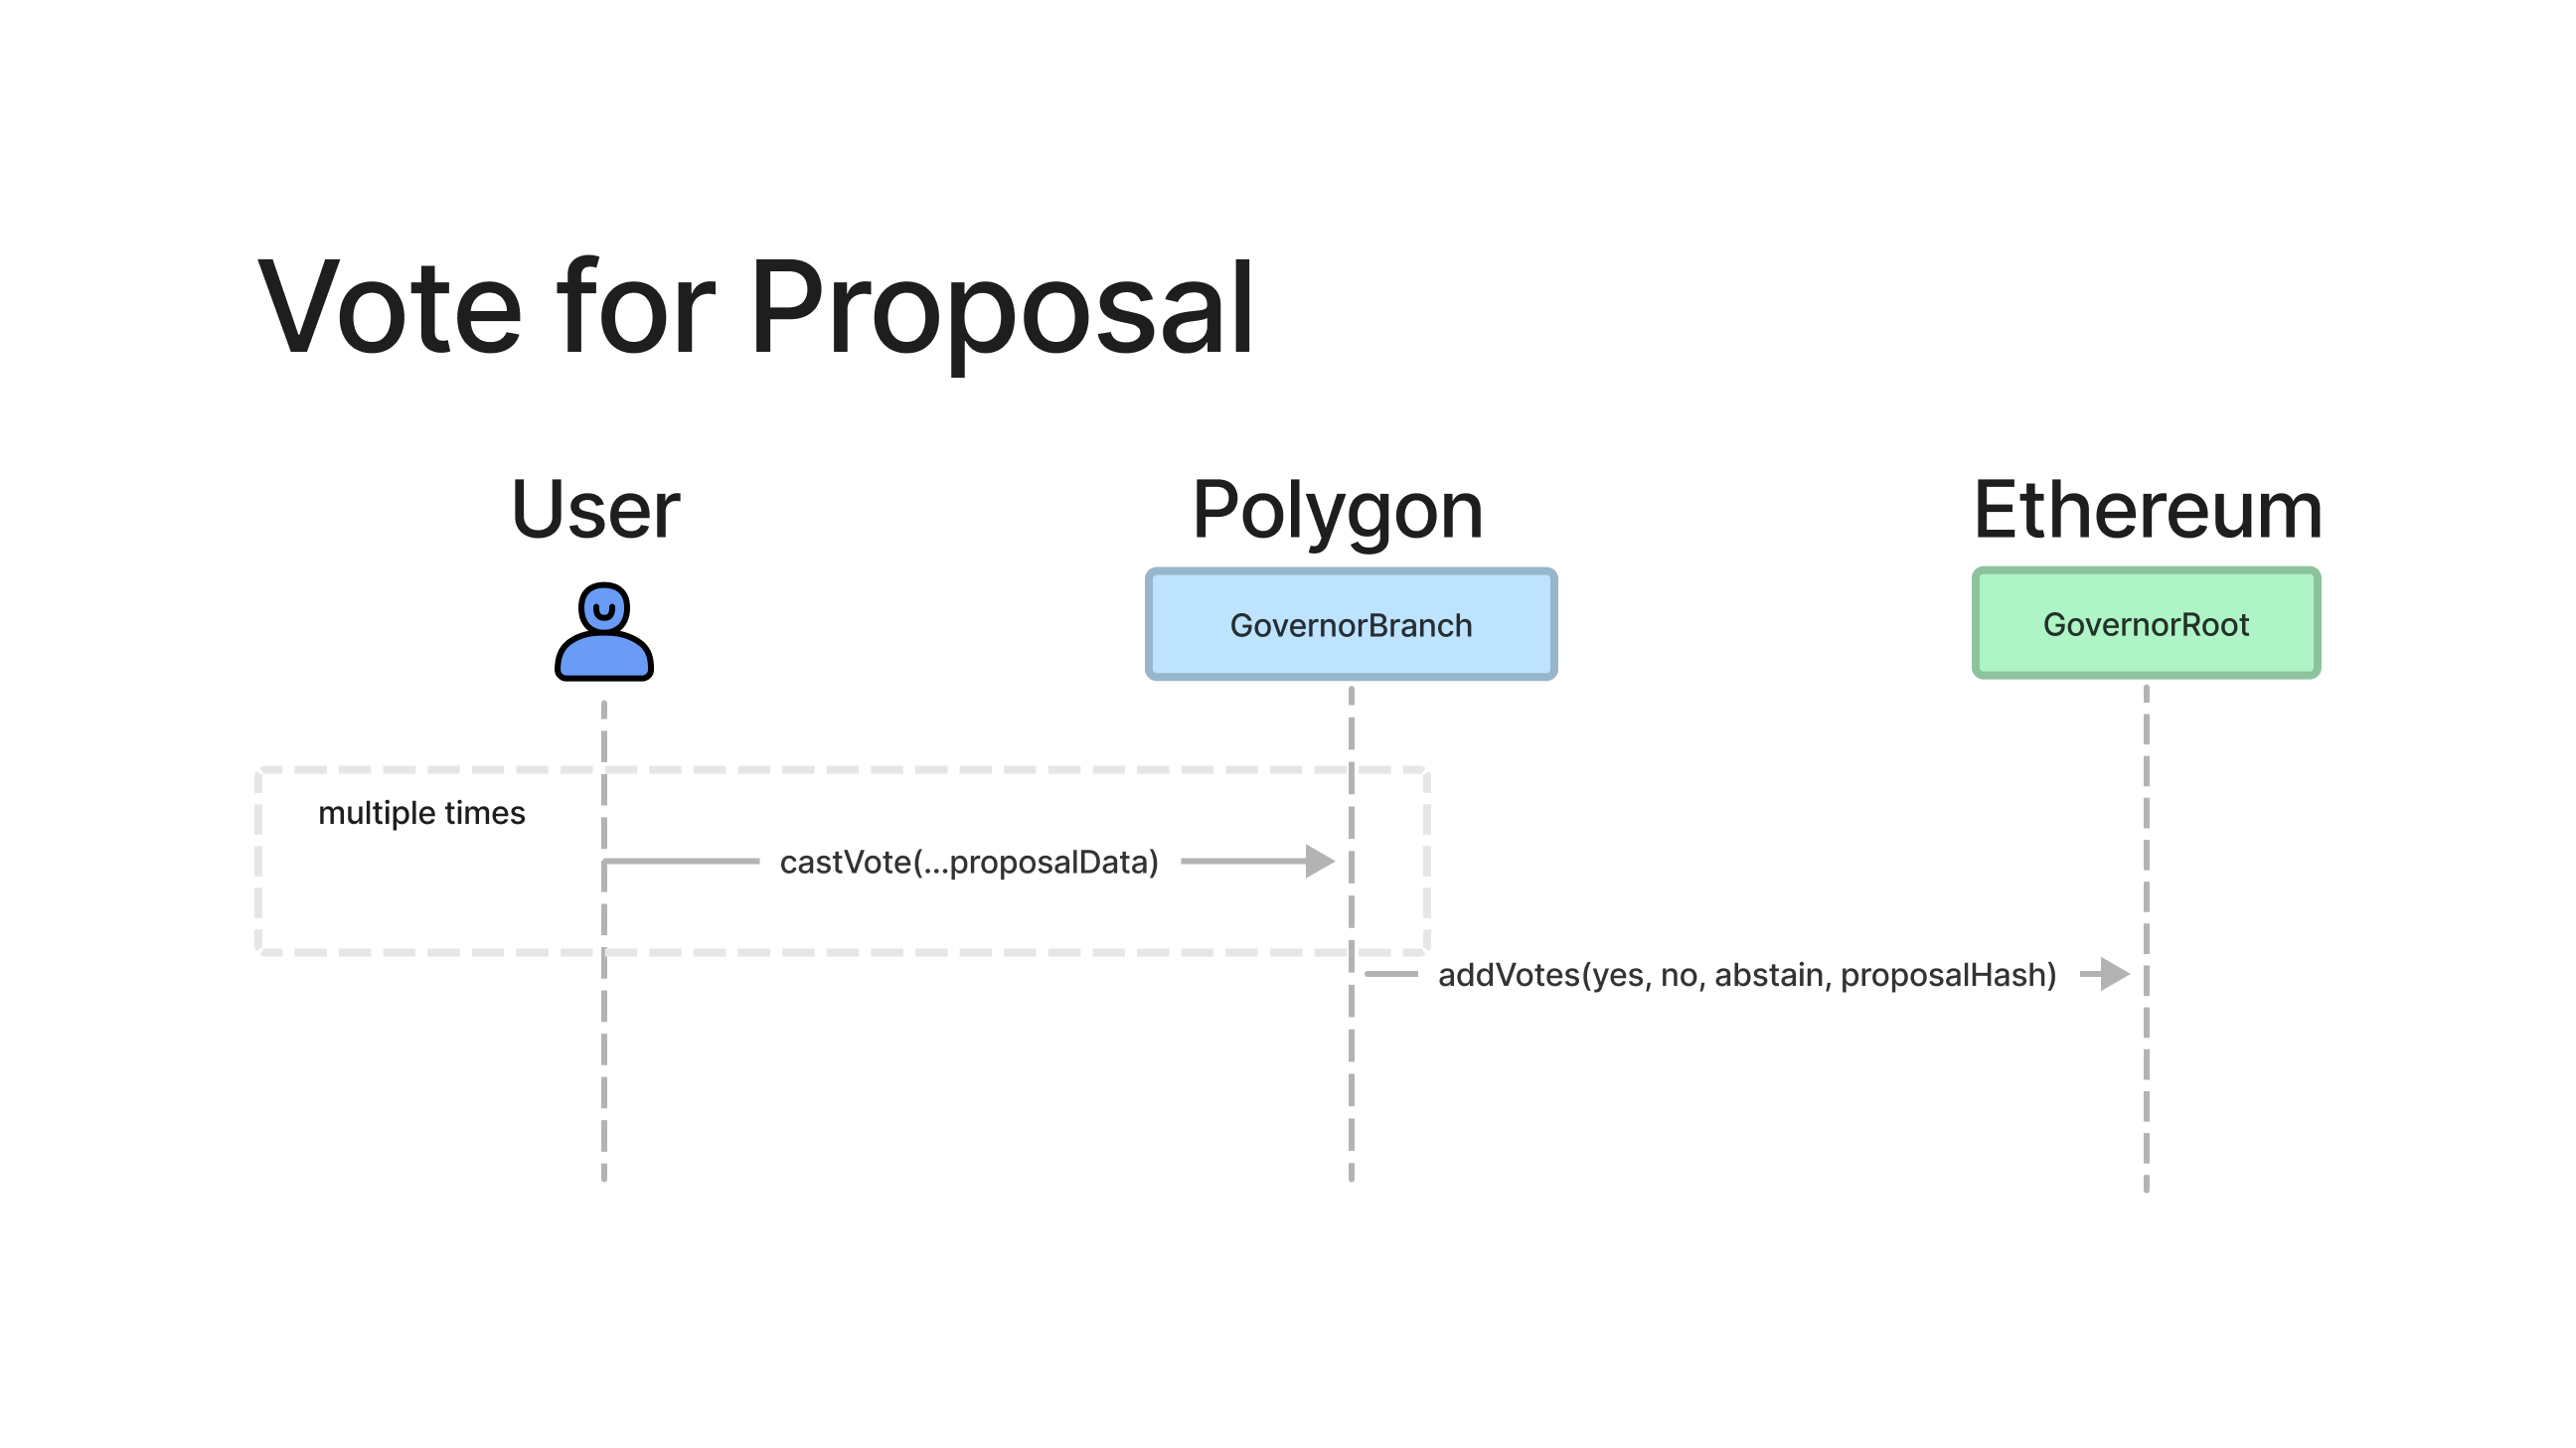 Vote for Proposal
User
Polygon
Ethereum
GovernorBranch
GovernorRoot
multiple times
castVote(...proposalData)
addVotes(yes, no, abstain, proposalHash)